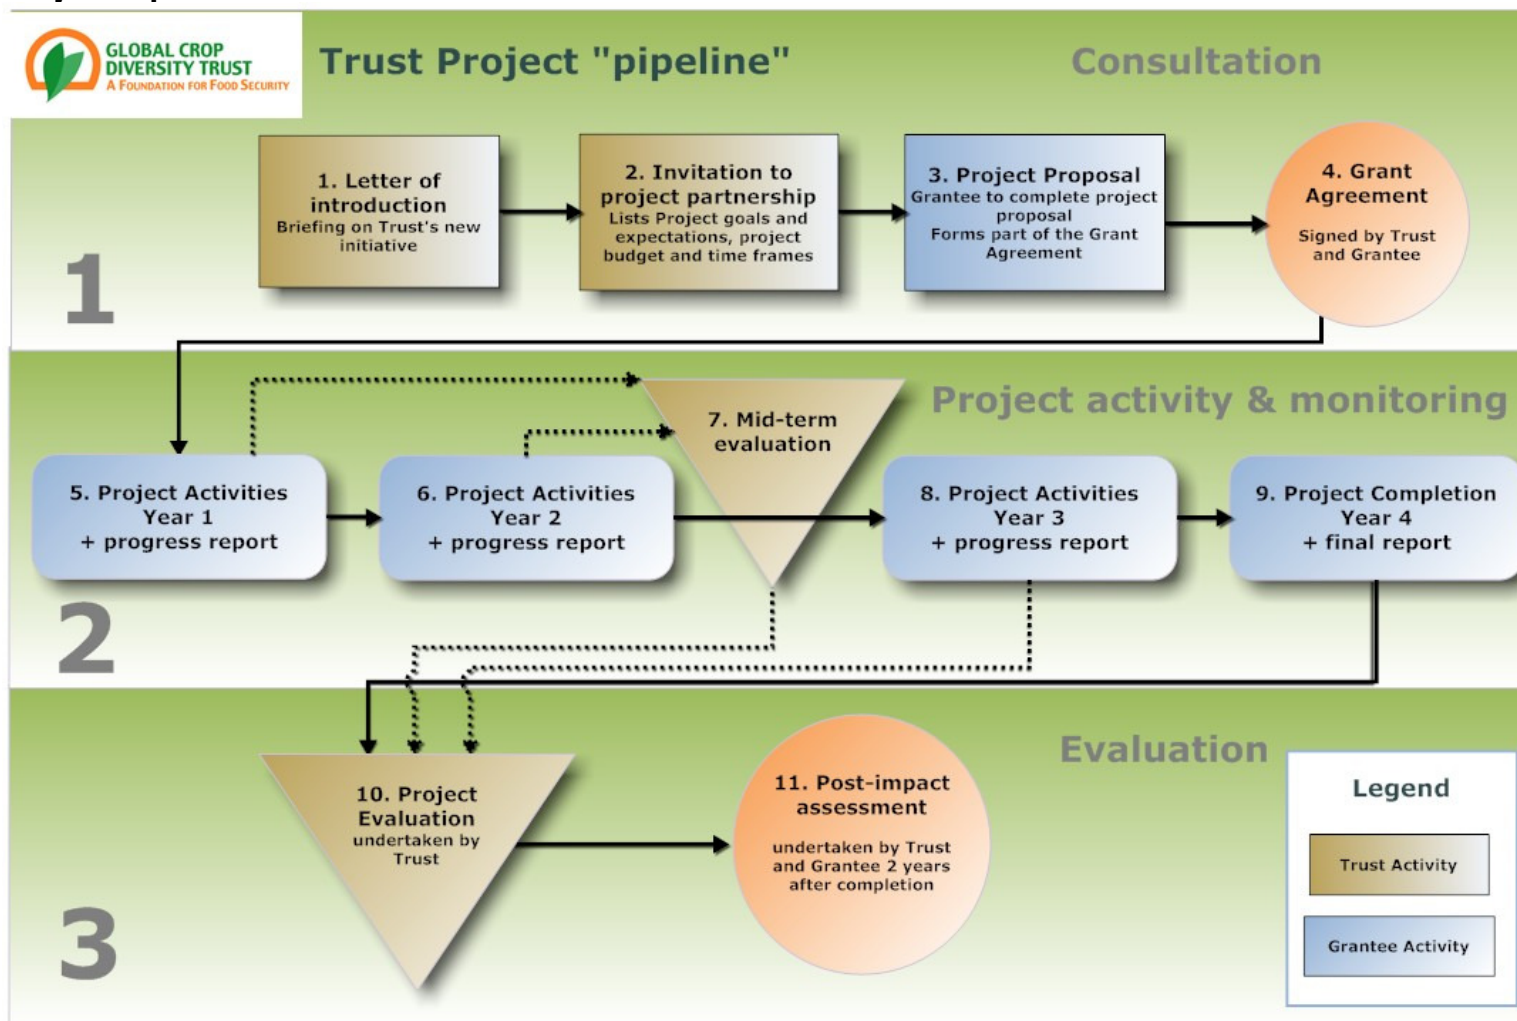 GLOBAL CROP
DIVERSITY TRUST
A FOUNDATION FOR FOOD SECURITY
Trust Project "pipeline"
Consultation
1
1. Letter of
introduction
Briefing on Trust's new
initiative
2. Invitation to
project partnership
Lists Project goals and
expectations, project
budget and time frames
3. Project Proposal
Grantee to complete project
proposal
Forms part of the Grant
Agreement
4. Grant
Agreement
Signed by Trust
and Grantee
2
Project activity & monitoring
5. Project Activities
Year 1
+ progress report
6. Project Activities
Year 2
+ progress report
7. Mid-term
evaluation
8. Project Activities
Year 3
+ progress report
9. Project Completion
Year 4
+ final report
3
Evaluation
10. Project
Evaluation
undertaken by
Trust
11. Post-impact
assessment
undertaken by Trust
and Grantee 2 years
after completion
Legend
Trust Activity
Grantee Activity